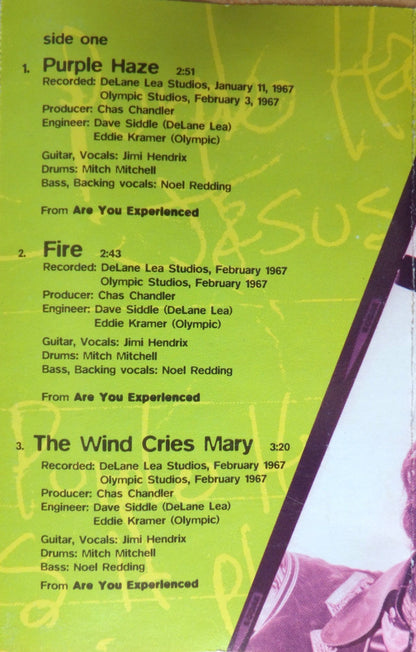 side one
1. Purple Haze 2:51
Recorded: DeLane Lea Studios, January 11, 1967
Olympic Studios, February 3, 1967
Producer: Chas Chandler
Engineer: Dave Siddle (DeLane Lea)
Eddie Kramer (Olympic)
Guitar, Vocals: Jimi Hendrix
Drums: Mitch Mitchell
Bass, Backing vocals: Noel Redding
From Are You Experienced
2. Fire 2:43
Recorded: DeLane Lea Studios, February 1967
Olympic Studios, February 1967
Producer: Chas Chandler
Engineer: Dave Siddle (DeLane Lea)
Eddie Kramer (Olympic)
Guitar, Vocals: Jimi Hendrix
Drums: Mitch Mitchell
Bass, Backing vocals: Noel Redding
From Are You Experienced
3. The Wind Cries Mary 3:20
Recorded: DeLane Lea Studios, February 1967
Olympic Studios, February 1967
Producer: Chas Chandler
Engineer: Dave Siddle (DeLane Lea)
Eddie Kramer (Olympic)
Guitar, Vocals: Jimi Hendrix
Drums: Mitch Mitchell
Bass: Noel Redding
From Are You Experienced
Jesus